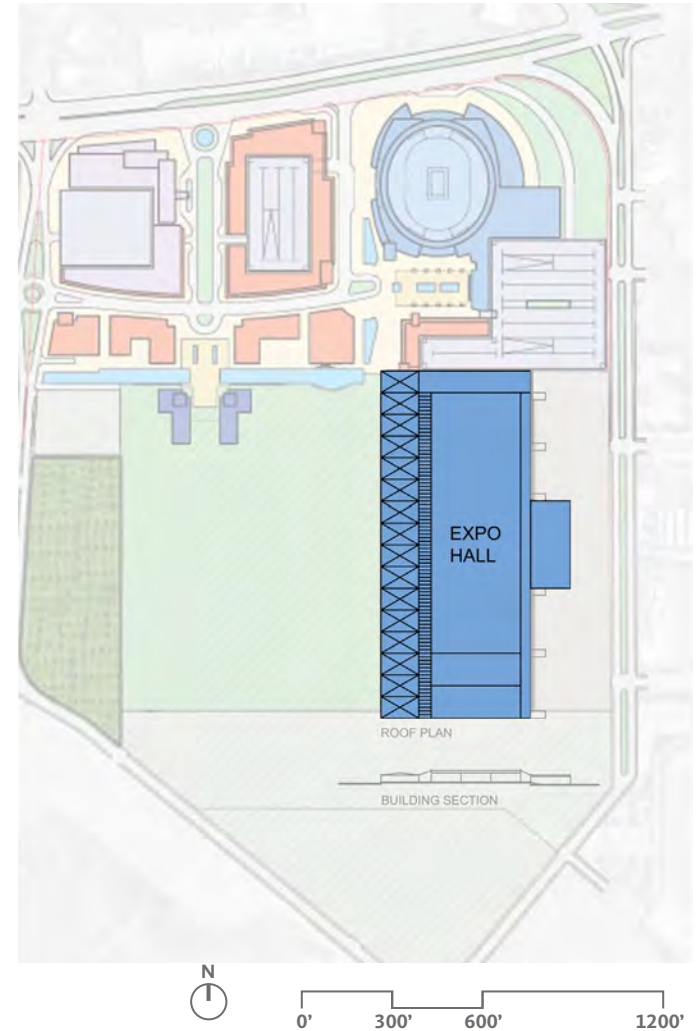 EXPO
HALL
ROOF PLAN
BUILDING SECTION
N
0’ 300’ 600’ 1200’